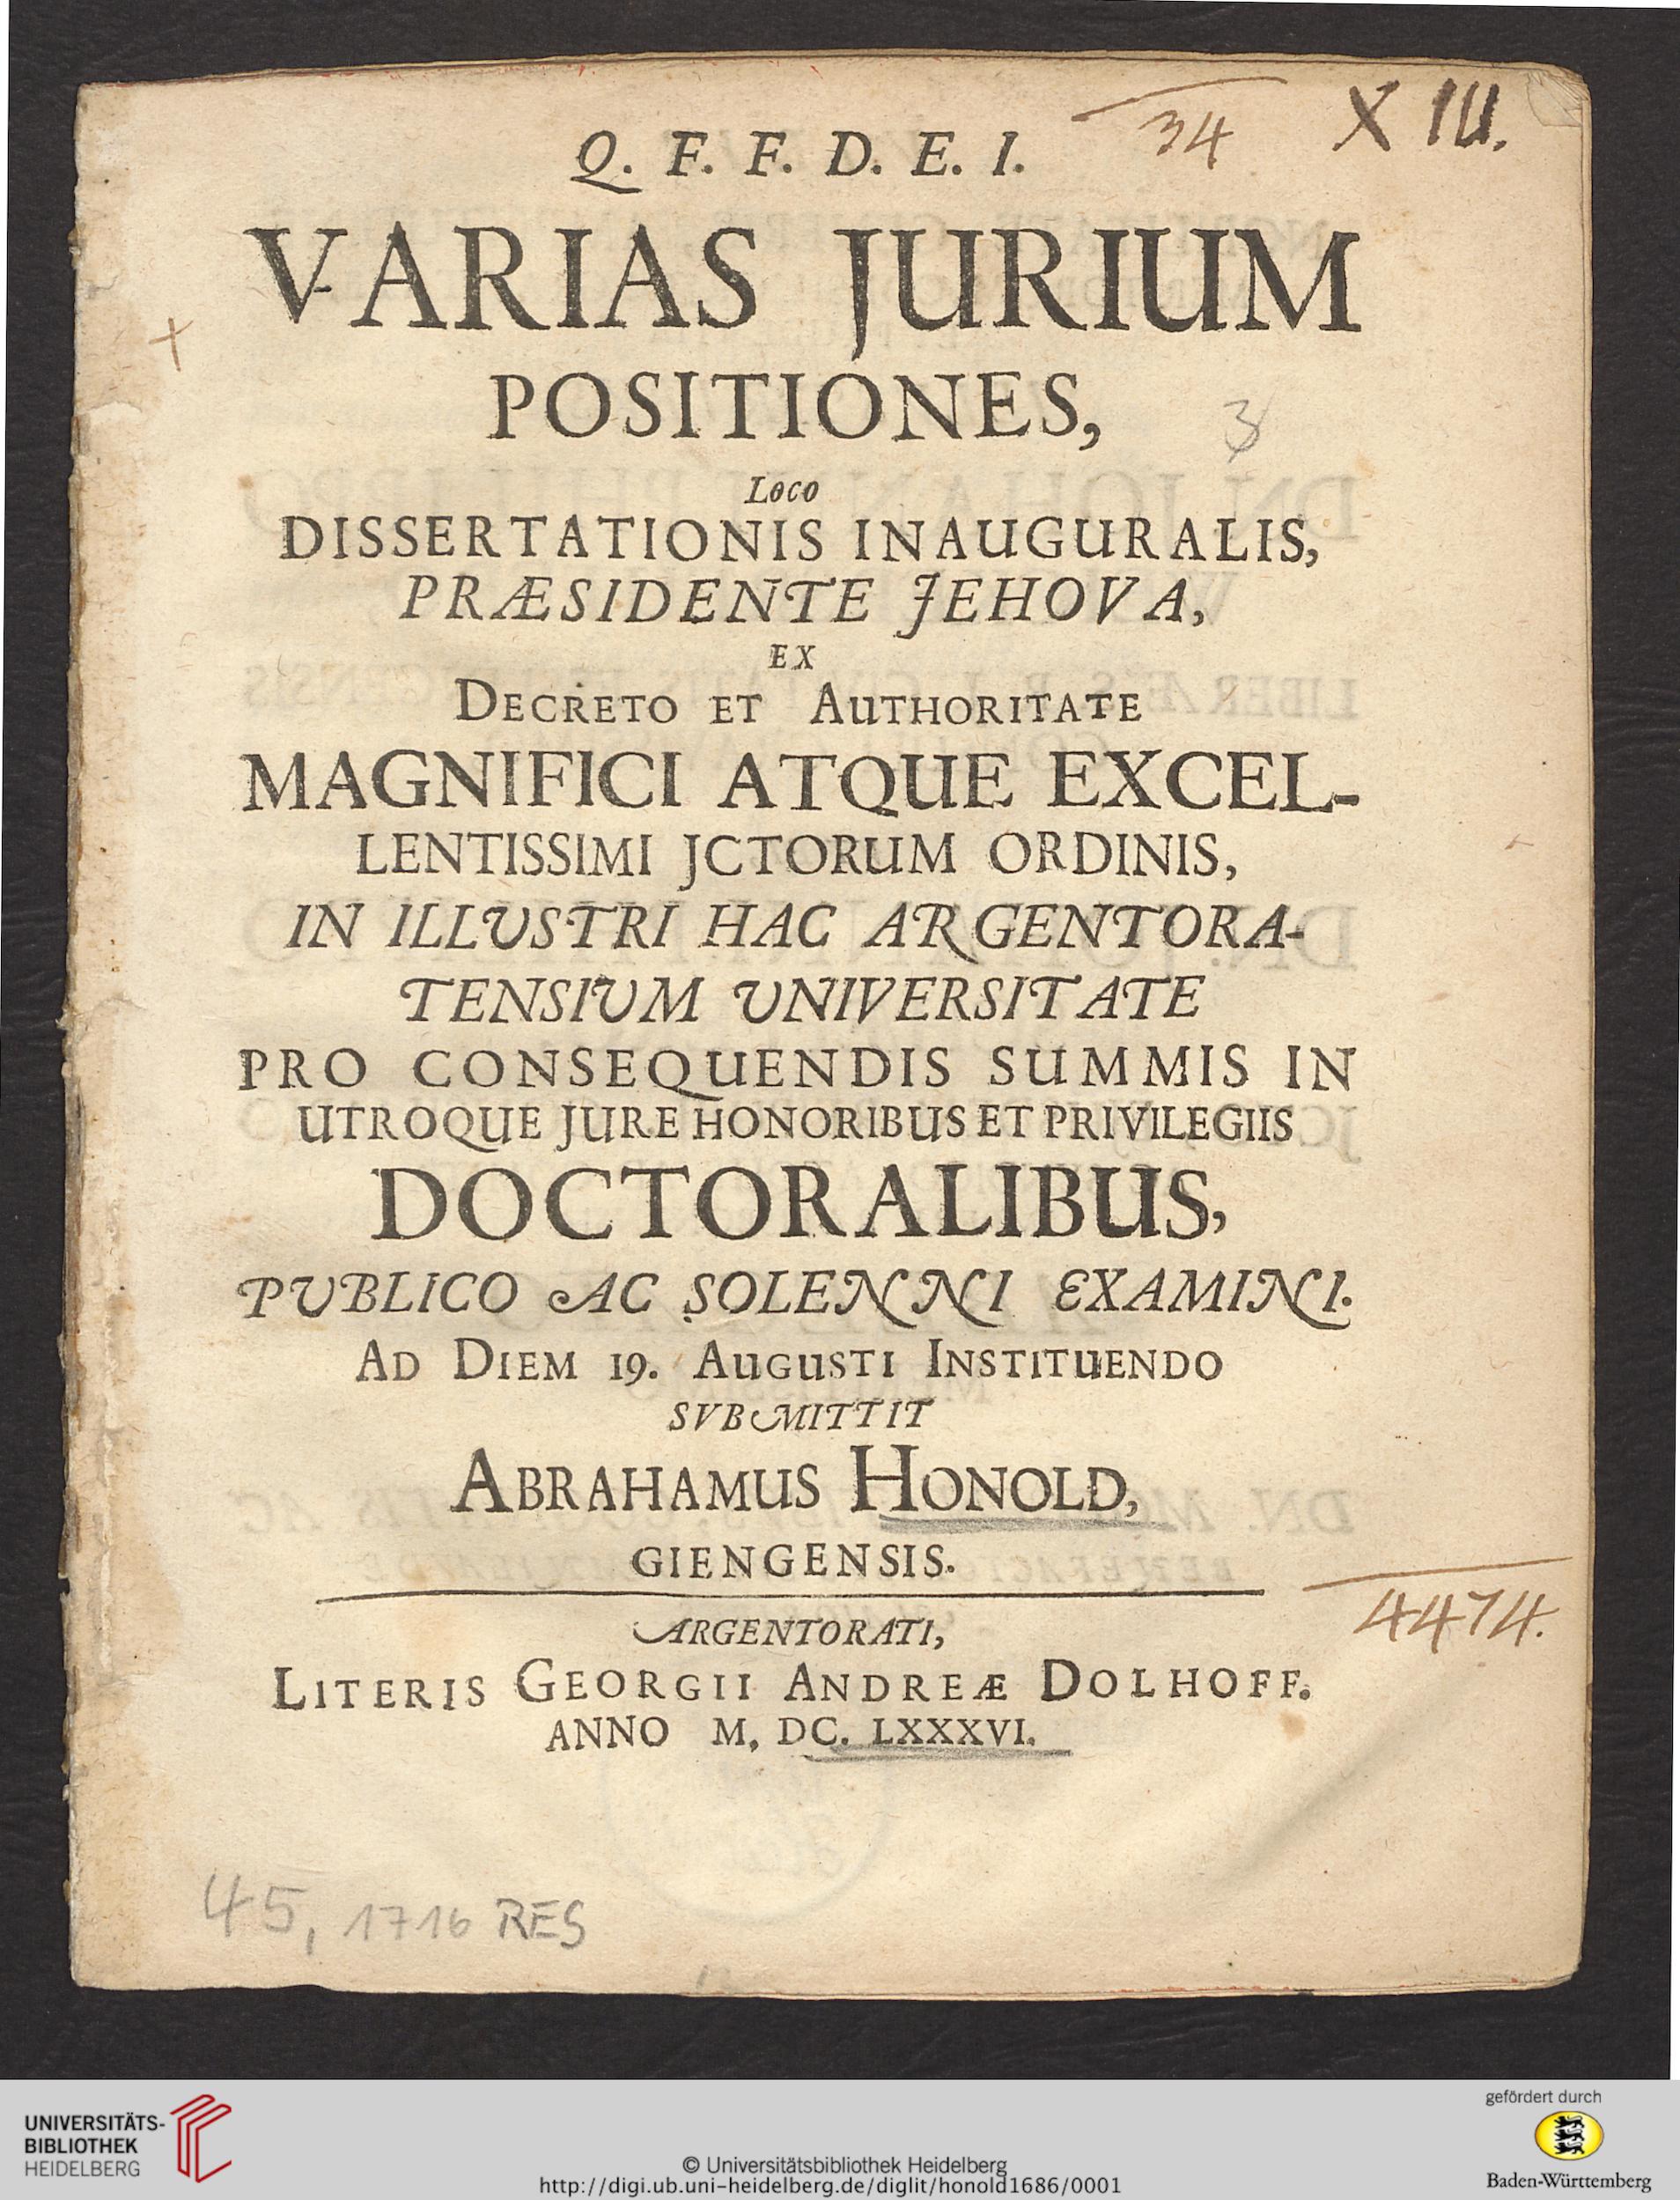 Q. F. F. D. E. I.
34
X III.
VARIAS JURIUM
POSITIONES,
3
Loco
DISSERTATIONIS INAUGURALIS,
PRÆSIDENTE JEHOVA,
EX
DECRETO ET AUTHORITATE
MAGNIFICI ATQUE EXCEL-
LENTISSIMI JCTORUM ORDINIS,
IN ILLUSTRI HAC ARGENTORA-
TENSIUM UNIVERSITATE
PRO CONSEQUENDIS SUMMIS IN
UTROQUE JURE HONORIBUS ET PRIVILEGIIS
DOCTORALIBUS,
PUBLICO AC SOLENNI EXAMINI.
AD DIEM 19. AUGUSTI INSTITUENDO
SVBMITTIT
ABRAHAMUS HONOLD,
GIENGENSIS.
4474.
ARGENTORATI,
LITERIS GEORGII ANDREÆ DOLHOFF.
ANNO M, DC. LXXXVI.
45, 1716 RES
UNIVERSITÄTS-
BIBLIOTHEK
HEIDELBERG
© Universitätsbibliothek Heidelberg
http://digi.ub.uni-heidelberg.de/diglit/honold1686/0001
gefördert durch
Baden-Württemberg